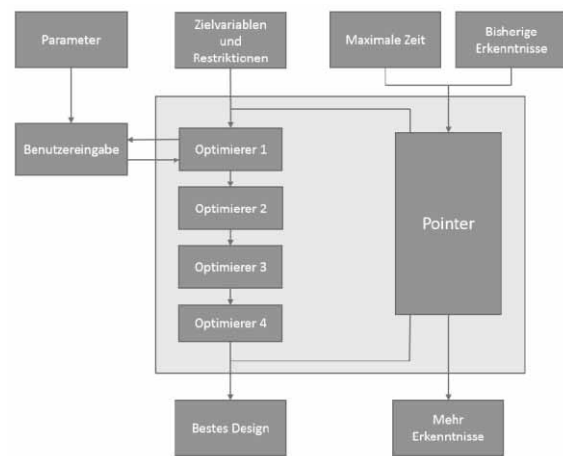 Parameter
Zielvariablen
und
Restriktionen
Maximale Zeit
Bisherige
Erkenntnisse
Benutzereingabe
Optimierer 1
Optimierer 2
Optimierer 3
Optimierer 4
Pointer
Bestes Design
Mehr
Erkenntnisse